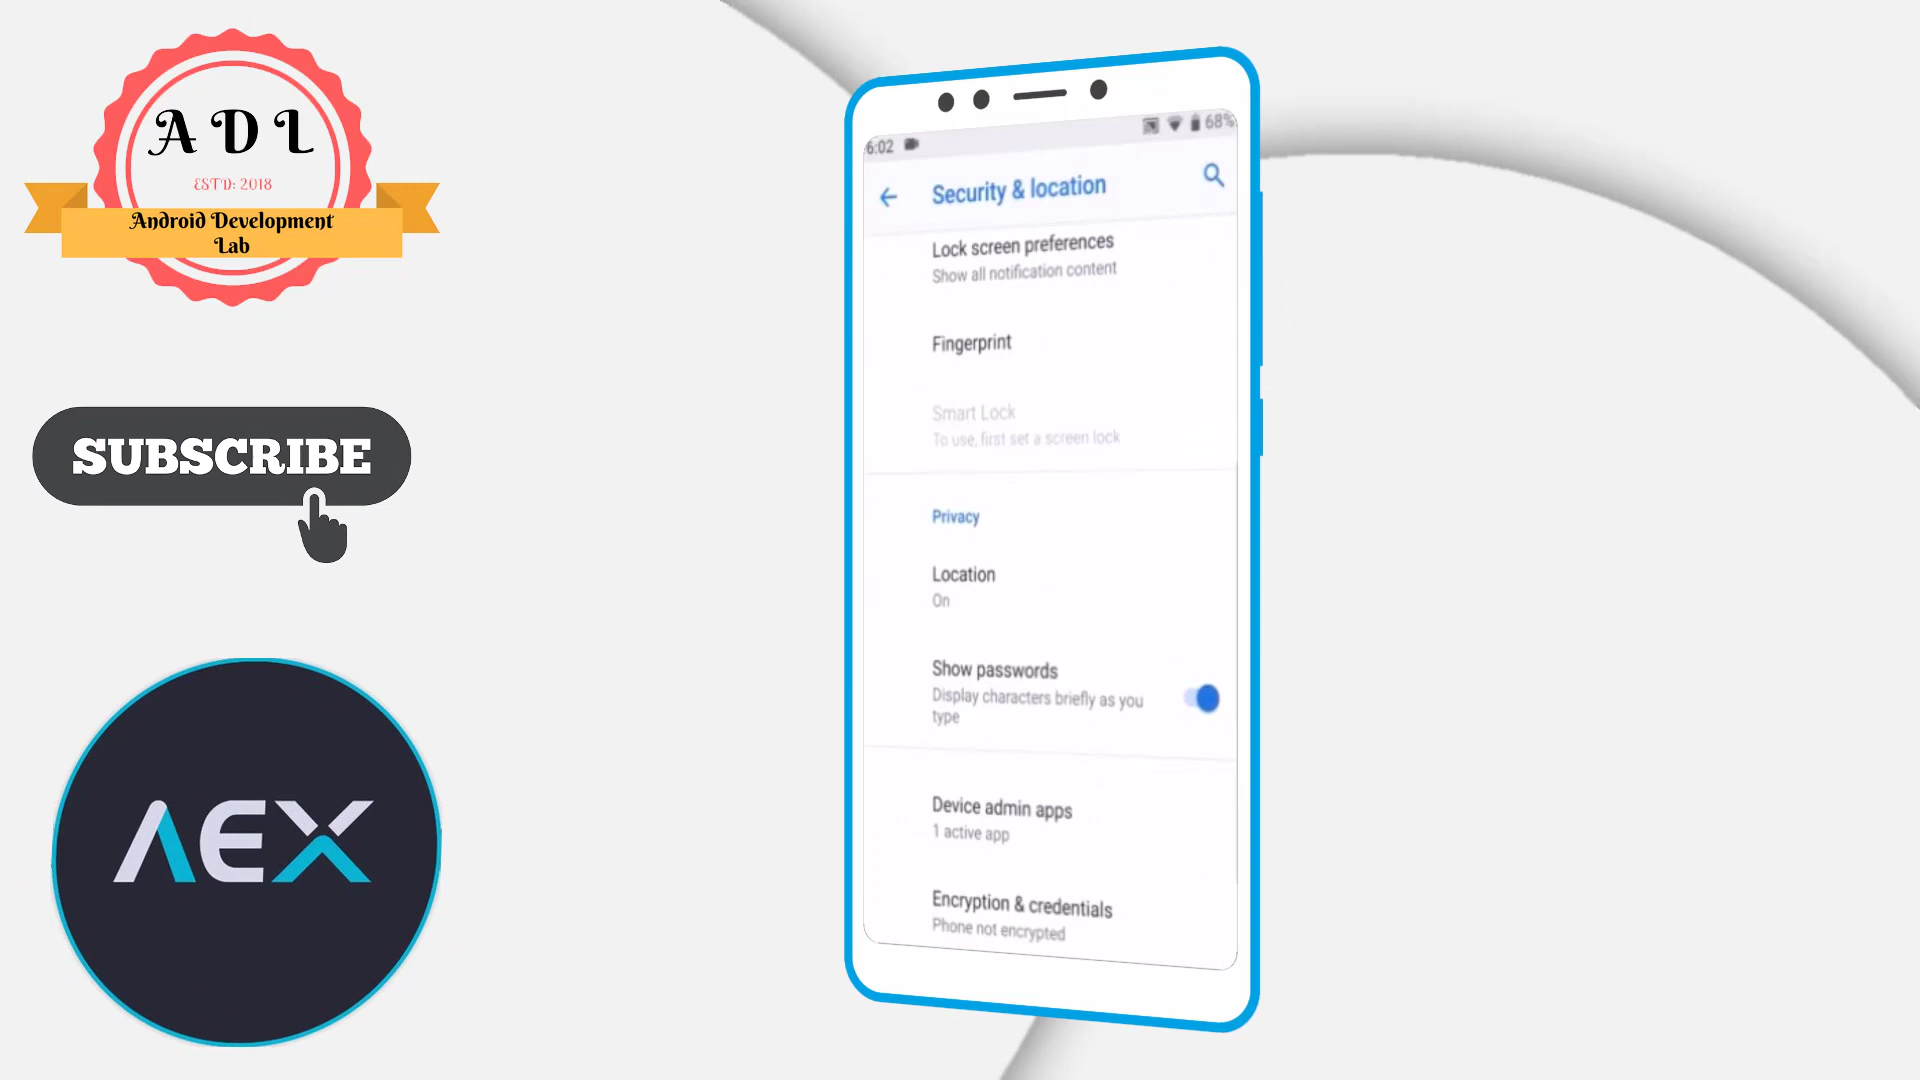 A D L
ESTD: 2018
Android Development
Lab
SUBSCRIBE
AEX
6:02
68%
Security & location
Lock screen preferences
Show all notification content
Fingerprint
Smart Lock
To use, first set a screen lock
Privacy
Location
On
Show passwords
Display characters briefly as you
type
Device admin apps
1 active app
Encryption & credentials
Phone not encrypted